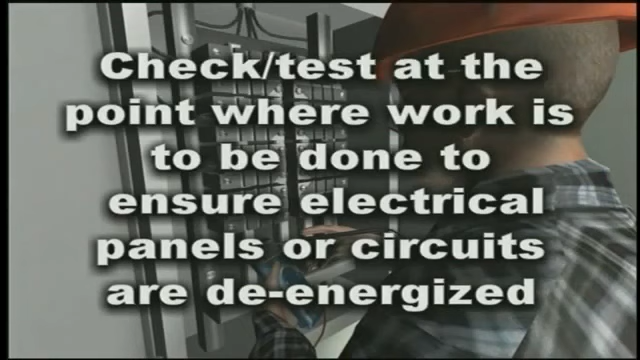 Check/test at the
point where work is
to be done to
ensure electrical
panels or circuits
are de-energized